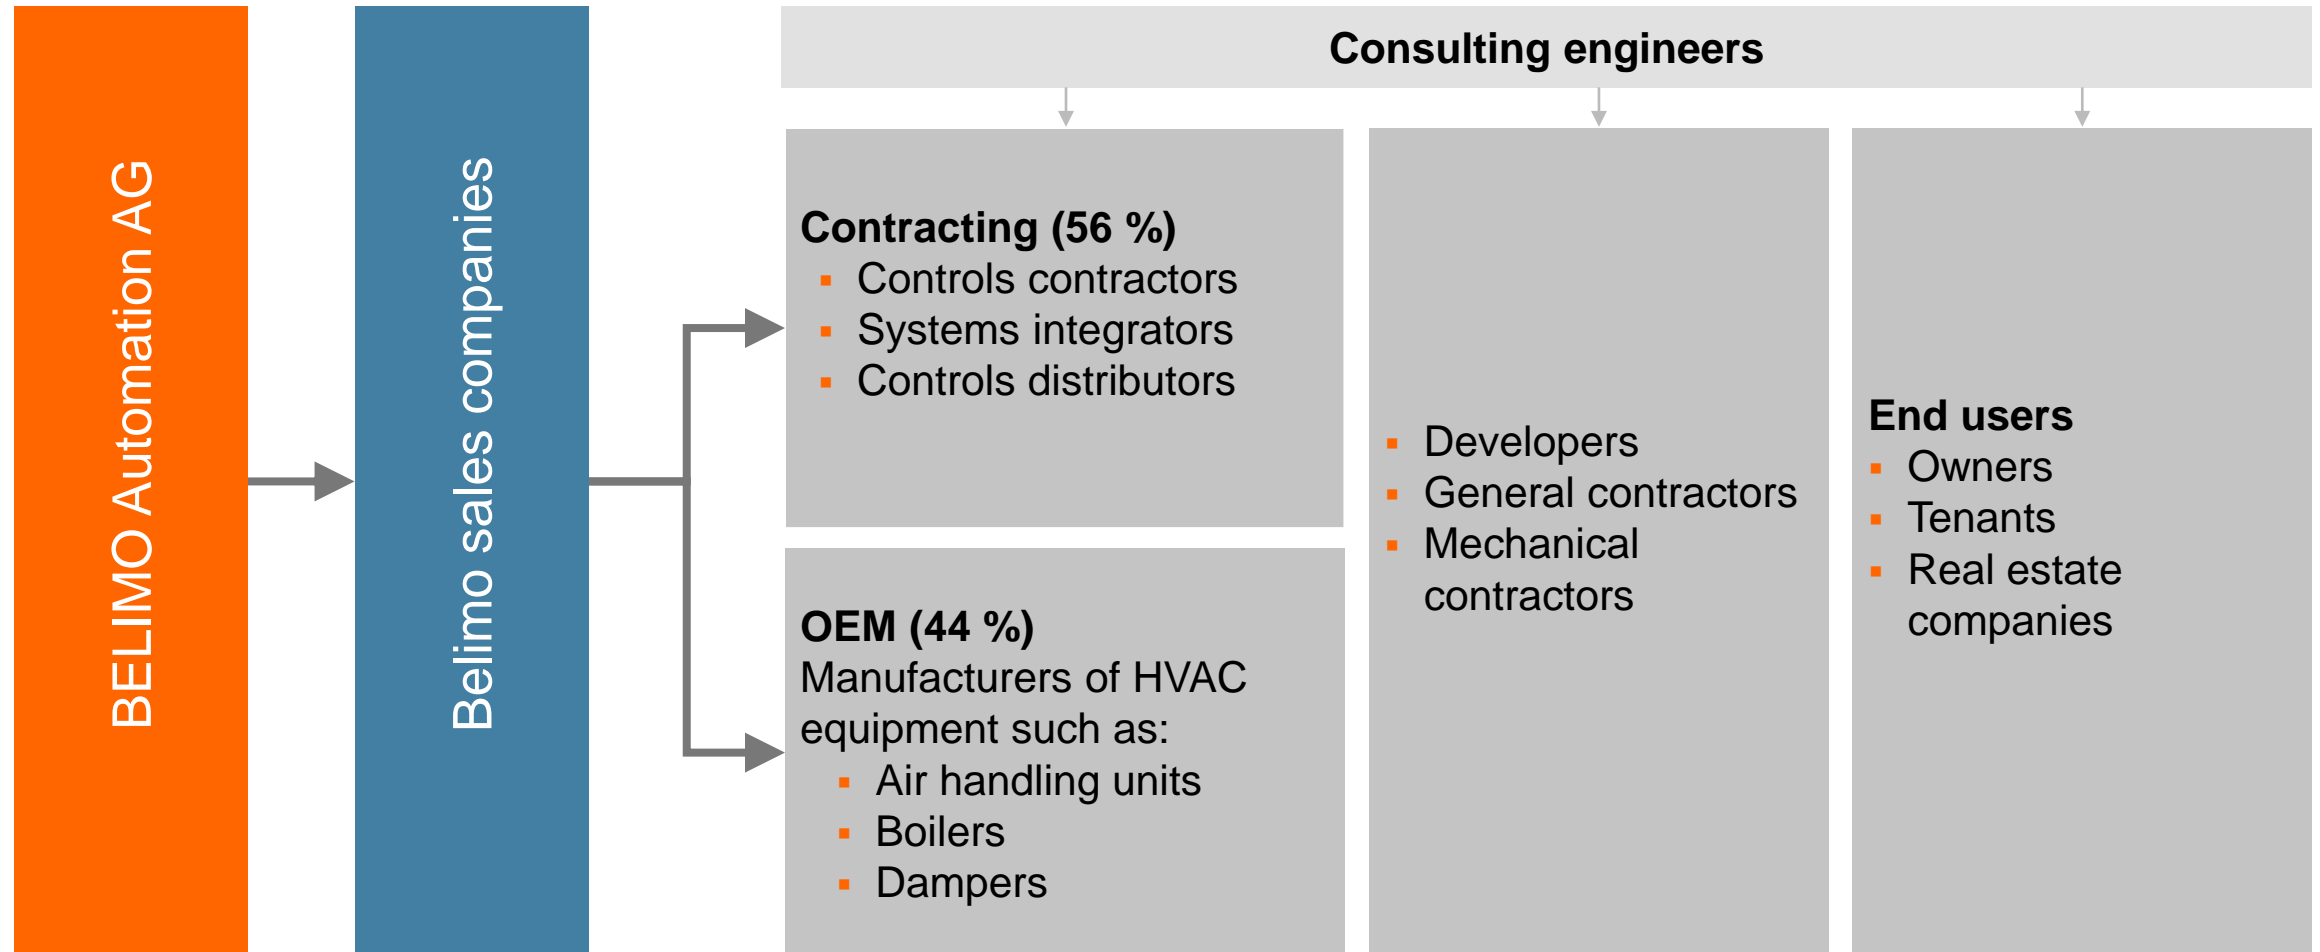 BELIMO Automation AG
Belimo sales companies
Consulting engineers
Contracting (56 %)
▪ Controls contractors
▪ Systems integrators
▪ Controls distributors
OEM (44 %)
Manufacturers of HVAC
equipment such as:
▪ Air handling units
▪ Boilers
▪ Dampers
▪ Developers
▪ General contractors
▪ Mechanical
contractors
End users
▪ Owners
▪ Tenants
▪ Real estate
companies